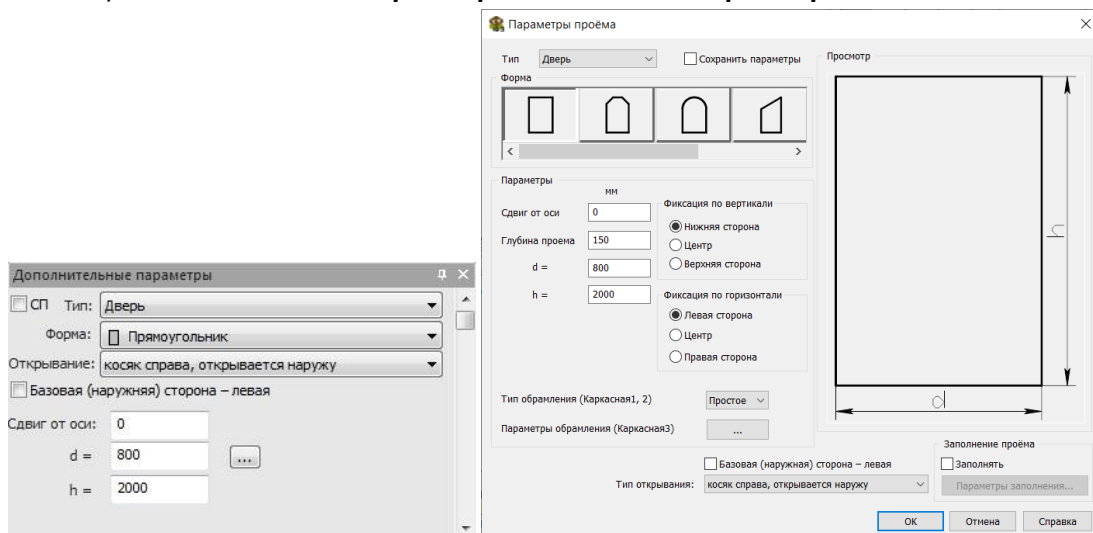 Дополнительные параметры
СП Тип: Дверь
Форма: Прямоугольник
Открывание: косяк справа, открывается наружу
Базовая (наружняя) сторона – левая
Сдвиг от оси: 0
d = 800 ...
h = 2000
Параметры проёма
Тип Дверь Сохранить параметры
Форма
Параметры
мм
Сдвиг от оси 0
Глубина проема 150
d = 800
h = 2000
Фиксация по вертикали
Нижняя сторона
Центр
Верхняя сторона
Фиксация по горизонтали
Левая сторона
Центр
Правая сторона
Тип обрамления (Каркасная1, 2) Простое
Параметры обрамления (Каркасная3) ...
Базовая (наружная) сторона – левая
Тип открывания: косяк справа, открывается наружу
Просмотр
h
d
Заполнение проёма
Заполнять
Параметры заполнения...
ОК Отмена Справка